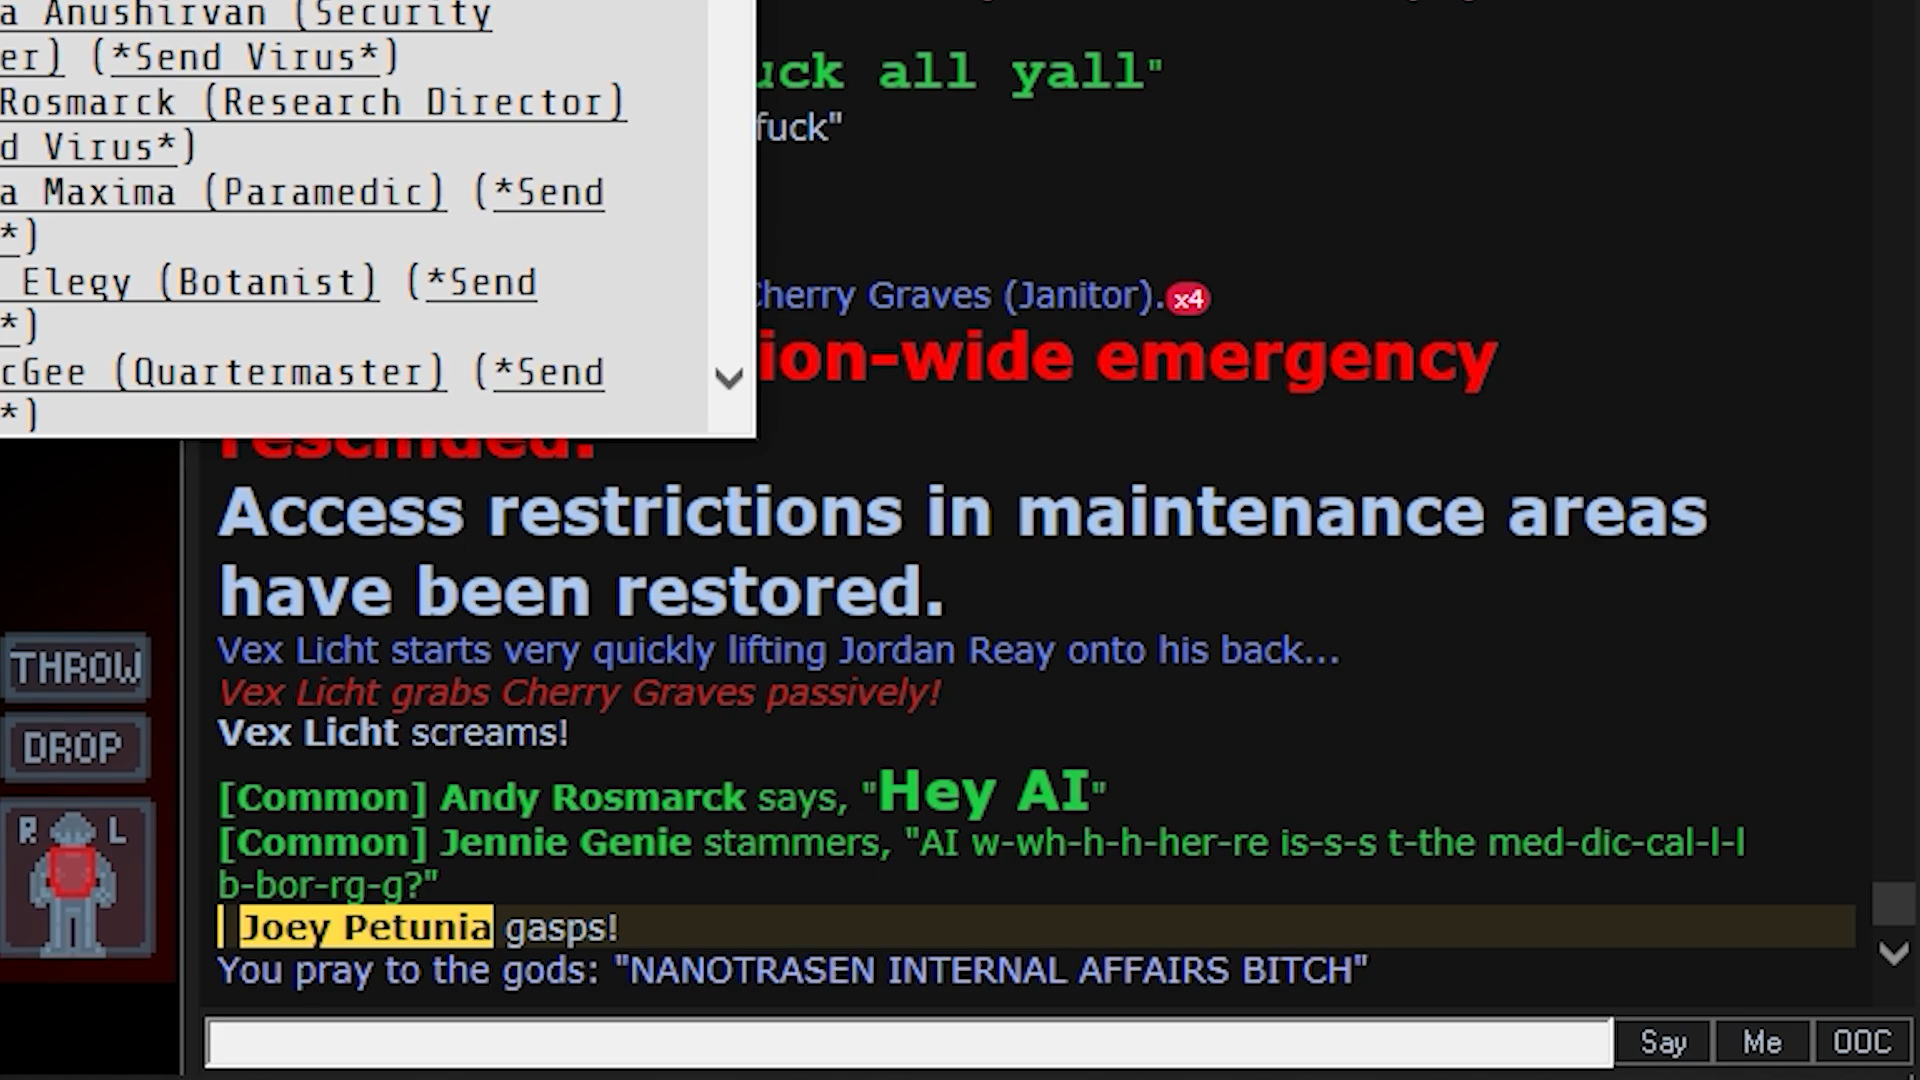 a Anushirvan (Security
er) (*Send Virus*)
Rosmarck (Research Director)
d Virus*)
a Maxima (Paramedic) (*Send
*)
Elegy (Botanist) (*Send
*)
cGee (Quartermaster) (*Send
*)
uck all yall"
fuck"
Cherry Graves (Janitor). x4
ion-wide emergency
rescinded.
Access restrictions in maintenance areas
have been restored.
Vex Licht starts very quickly lifting Jordan Reay onto his back...
Vex Licht grabs Cherry Graves passively!
Vex Licht screams!
[Common] Andy Rosmarck says, "Hey AI"
[Common] Jennie Genie stammers, "AI w-wh-h-h-her-re is-s-s t-the med-dic-cal-l-l
b-bor-rg-g?"
Joey Petunia gasps!
You pray to the gods: "NANOTRASEN INTERNAL AFFAIRS BITCH"
THROW
DROP
R L
Say Me OOC